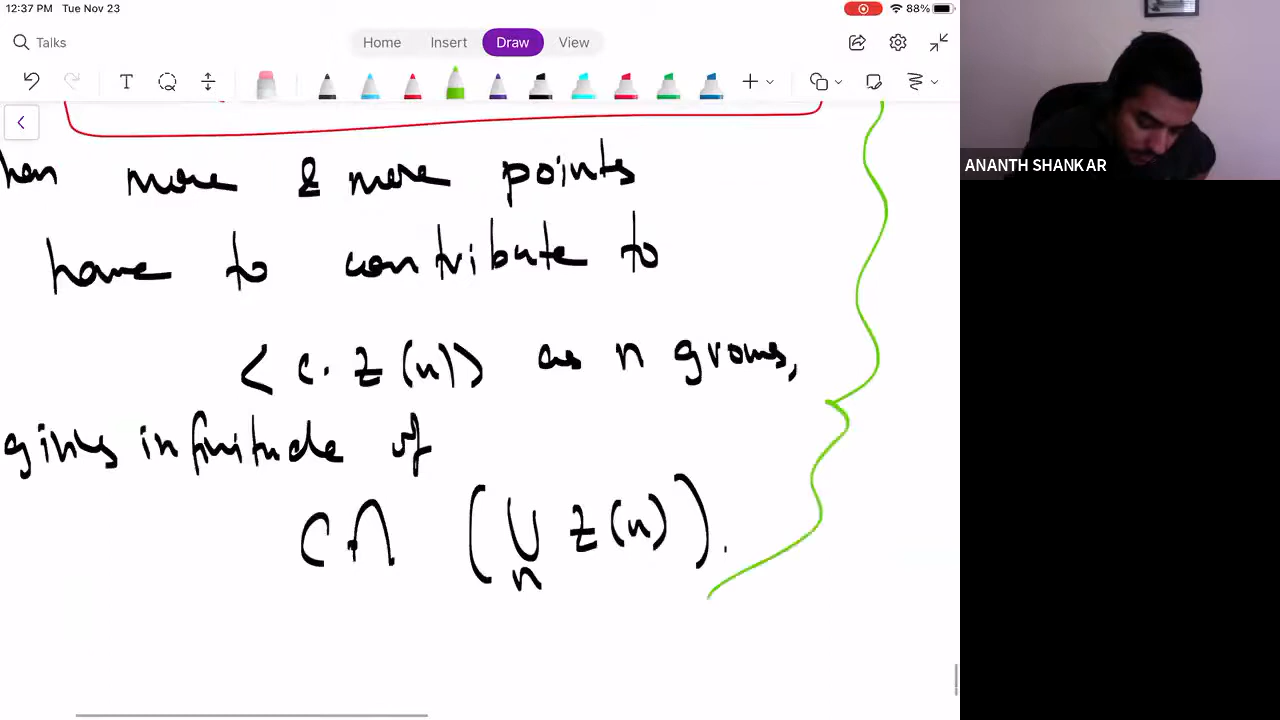 12:37 PM Tue Nov 23
88%
Talks
Home Insert Draw View
T
ANANTH SHANKAR
hen more & more points
have to contribute to
< C. Z(n)> as n grows,
gives infinitude of
C ∩ (∪ Z(n)).
n